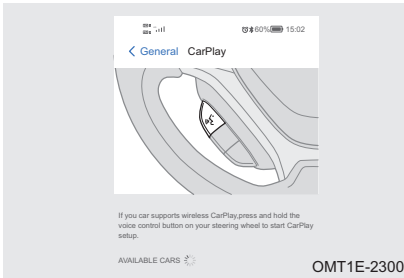 60% 15:02
General CarPlay
If you car supports wireless CarPlay,press and hold the
voice control button on your steering wheel to start CarPlay
setup.
AVAILABLE CARS
OMT1E-2300